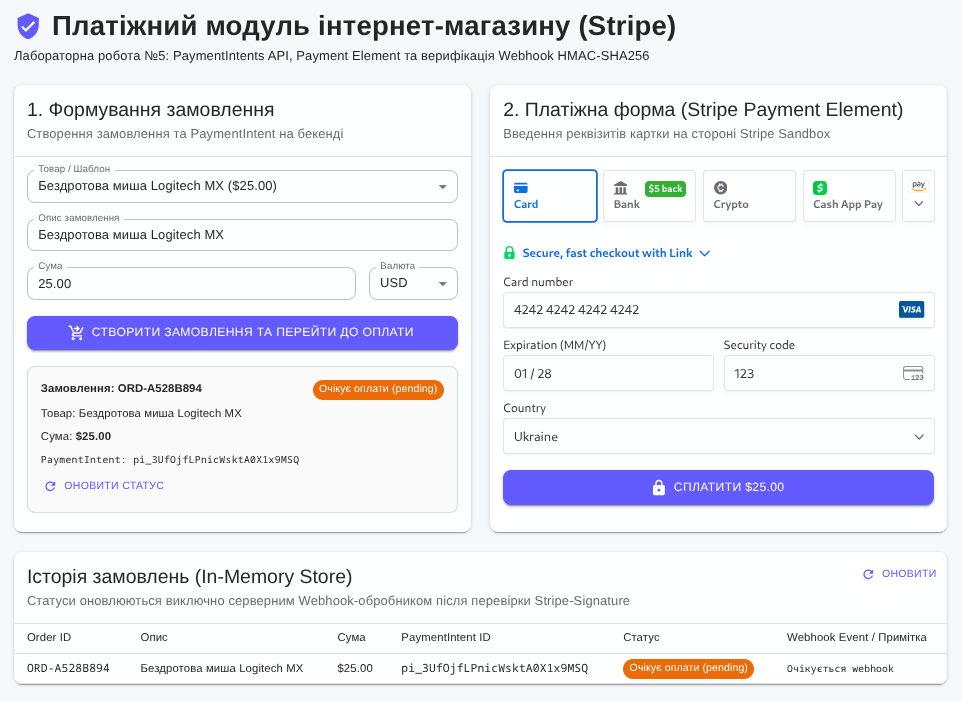 Платіжний модуль інтернет-магазину (Stripe)
Лабораторна робота №5: PaymentIntents API, Payment Element та верифікація Webhook HMAC-SHA256
1. Формування замовлення
Створення замовлення та PaymentIntent на бекенді
Товар / Шаблон
Бездротова миша Logitech MX ($25.00)
Опис замовлення
Бездротова миша Logitech MX
Сума
25.00
Валюта
USD
СТВОРИТИ ЗАМОВЛЕННЯ ТА ПЕРЕЙТИ ДО ОПЛАТИ
Замовлення: ORD-A528B894
Очікує оплати (pending)
Товар: Бездротова миша Logitech MX
Сума: $25.00
PaymentIntent: pi_3UfOjfLPnicWsktA0X1x9MSQ
ОНОВИТИ СТАТУС
2. Платіжна форма (Stripe Payment Element)
Введення реквізитів картки на стороні Stripe Sandbox
Card
Bank
$5 back
Crypto
Cash App Pay
pay
Secure, fast checkout with Link
Card number
4242 4242 4242 4242
VISA
Expiration (MM/YY)
01 / 28
Security code
123
123
Country
Ukraine
СПЛАТИТИ $25.00
Історія замовлень (In-Memory Store)
ОНОВИТИ
Статуси оновлюються виключно серверним Webhook-обробником після перевірки Stripe-Signature
Order ID Опис Сума PaymentIntent ID Статус Webhook Event / Примітка
ORD-A528B894 Бездротова миша Logitech MX $25.00 pi_3UfOjfLPnicWsktA0X1x9MSQ Очікує оплати (pending) Очікується webhook